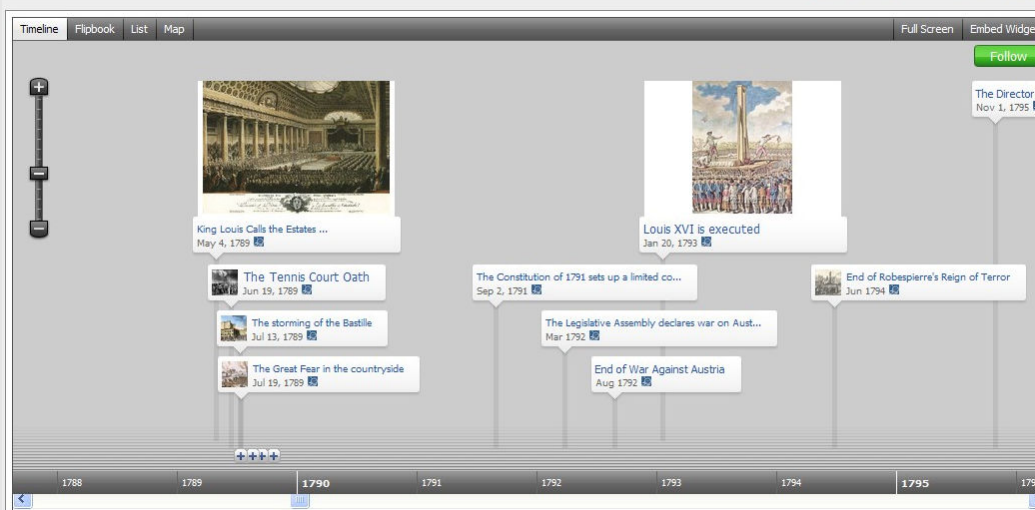 Timeline Flipbook List Map Full Screen Embed Widge
Follow
The Director
Nov 1, 1795
King Louis Calls the Estates ...
May 4, 1789
Louis XVI is executed
Jan 20, 1793
The Tennis Court Oath
Jun 19, 1789
The Constitution of 1791 sets up a limited co...
Sep 2, 1791
End of Robespierre's Reign of Terror
Jun 1794
The storming of the Bastille
Jul 13, 1789
The Legislative Assembly declares war on Aust...
Mar 1792
The Great Fear in the countryside
Jul 19, 1789
End of War Against Austria
Aug 1792
1788 1789 1790 1791 1792 1793 1794 1795 179